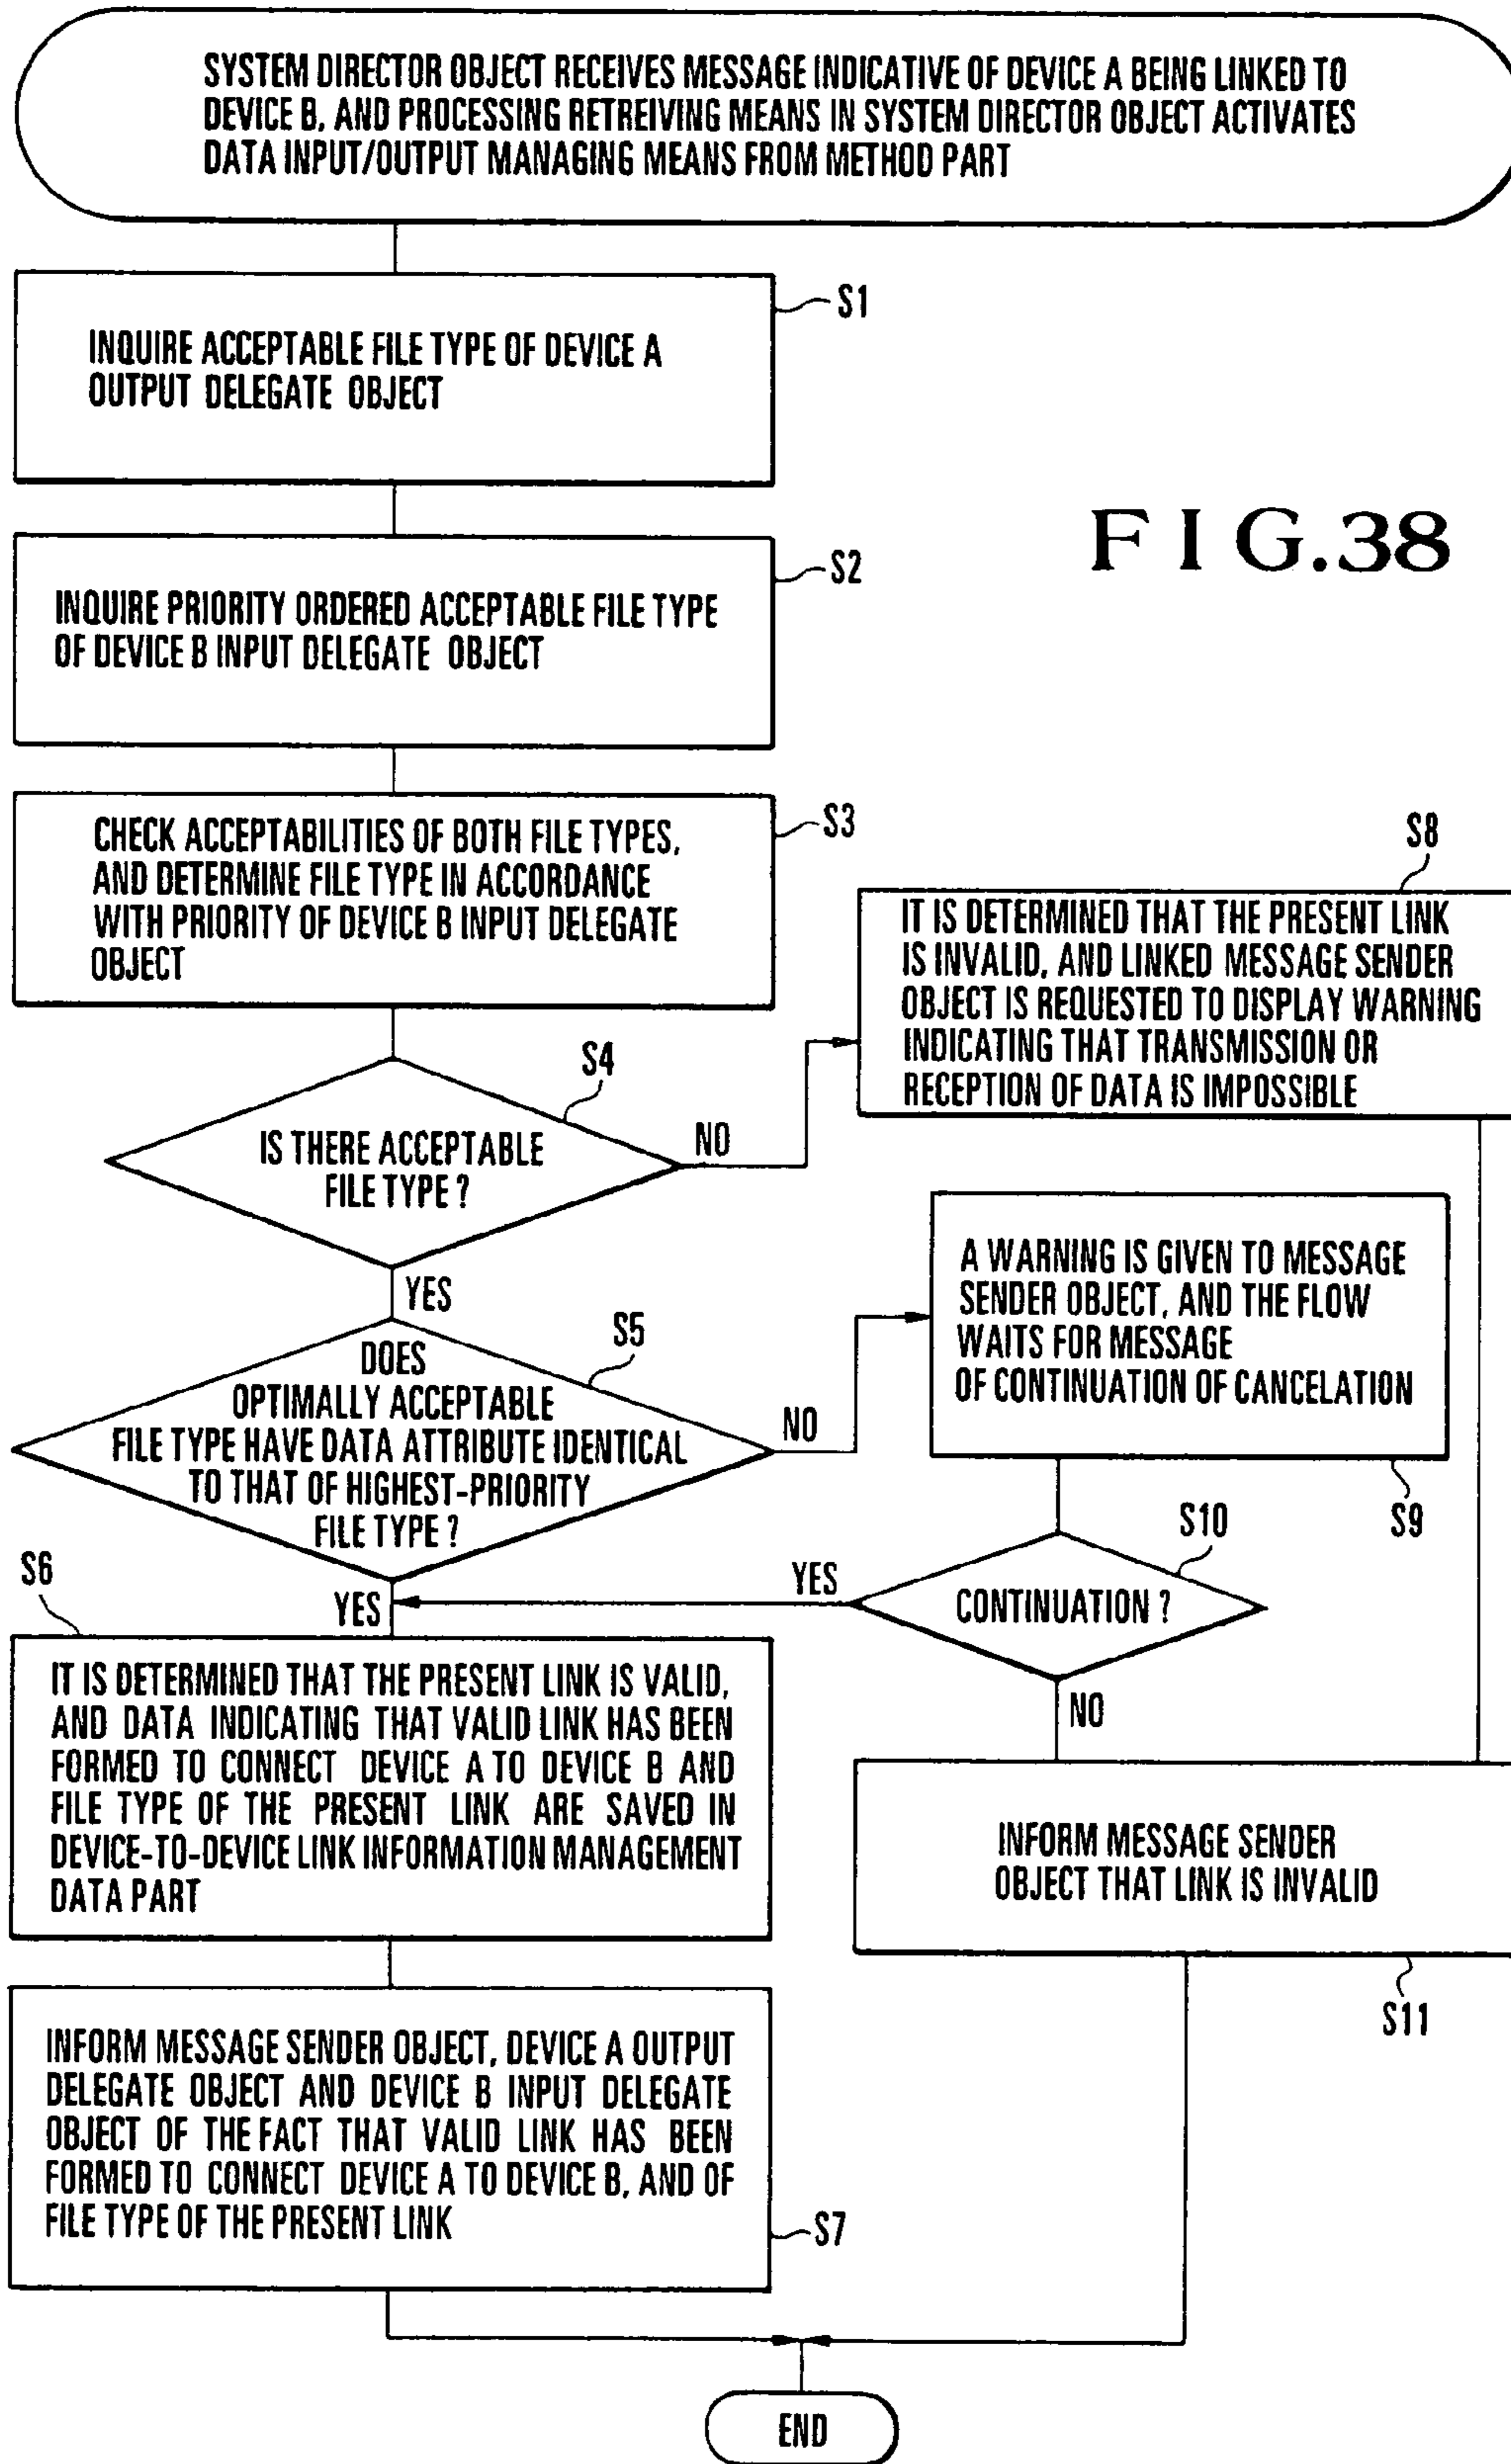 SYSTEM DIRECTOR OBJECT RECEIVES MESSAGE INDICATIVE OF DEVICE A BEING LINKED TO
DEVICE B, AND PROCESSING RETREIVING MEANS IN SYSTEM DIRECTOR OBJECT ACTIVATES
DATA INPUT/OUTPUT MANAGING MEANS FROM METHOD PART
S1
INQUIRE ACCEPTABLE FILE TYPE OF DEVICE A
OUTPUT DELEGATE OBJECT
FIG.38
S2
INQUIRE PRIORITY ORDERED ACCEPTABLE FILE TYPE
OF DEVICE B INPUT DELEGATE OBJECT
S3
CHECK ACCEPTABILITIES OF BOTH FILE TYPES,
AND DETERMINE FILE TYPE IN ACCORDANCE
WITH PRIORITY OF DEVICE B INPUT DELEGATE
OBJECT
S8
IT IS DETERMINED THAT THE PRESENT LINK
IS INVALID, AND LINKED MESSAGE SENDER
OBJECT IS REQUESTED TO DISPLAY WARNING
INDICATING THAT TRANSMISSION OR
RECEPTION OF DATA IS IMPOSSIBLE
S4
IS THERE ACCEPTABLE
FILE TYPE ?
NO
YES
A WARNING IS GIVEN TO MESSAGE
SENDER OBJECT, AND THE FLOW
WAITS FOR MESSAGE
OF CONTINUATION OF CANCELATION
S9
S5
DOES
OPTIMALLY ACCEPTABLE
FILE TYPE HAVE DATA ATTRIBUTE IDENTICAL
TO THAT OF HIGHEST-PRIORITY
FILE TYPE ?
NO
YES
S10
CONTINUATION ?
YES
NO
S6
IT IS DETERMINED THAT THE PRESENT LINK IS VALID,
AND DATA INDICATING THAT VALID LINK HAS BEEN
FORMED TO CONNECT DEVICE A TO DEVICE B AND
FILE TYPE OF THE PRESENT LINK ARE SAVED IN
DEVICE-TO-DEVICE LINK INFORMATION MANAGEMENT
DATA PART
INFORM MESSAGE SENDER
OBJECT THAT LINK IS INVALID
S11
INFORM MESSAGE SENDER OBJECT, DEVICE A OUTPUT
DELEGATE OBJECT AND DEVICE B INPUT DELEGATE
OBJECT OF THE FACT THAT VALID LINK HAS BEEN
FORMED TO CONNECT DEVICE A TO DEVICE B, AND OF
FILE TYPE OF THE PRESENT LINK
S7
END